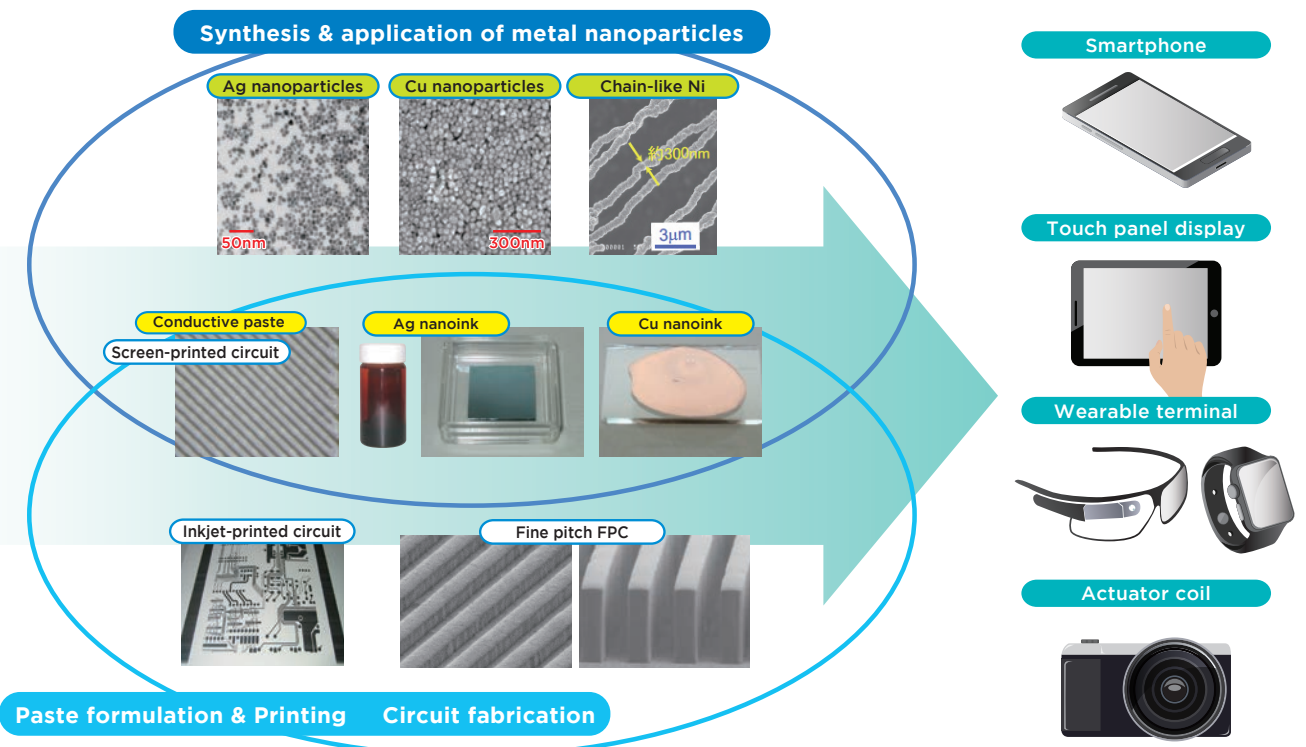 Synthesis & application of metal nanoparticles
Ag nanoparticles
Cu nanoparticles
Chain-like Ni
50nm
300nm
約300nm
3μm
Conductive paste
Screen-printed circuit
Ag nanoink
Cu nanoink
Inkjet-printed circuit
Fine pitch FPC
Paste formulation & Printing
Circuit fabrication
Smartphone
Touch panel display
Wearable terminal
Actuator coil